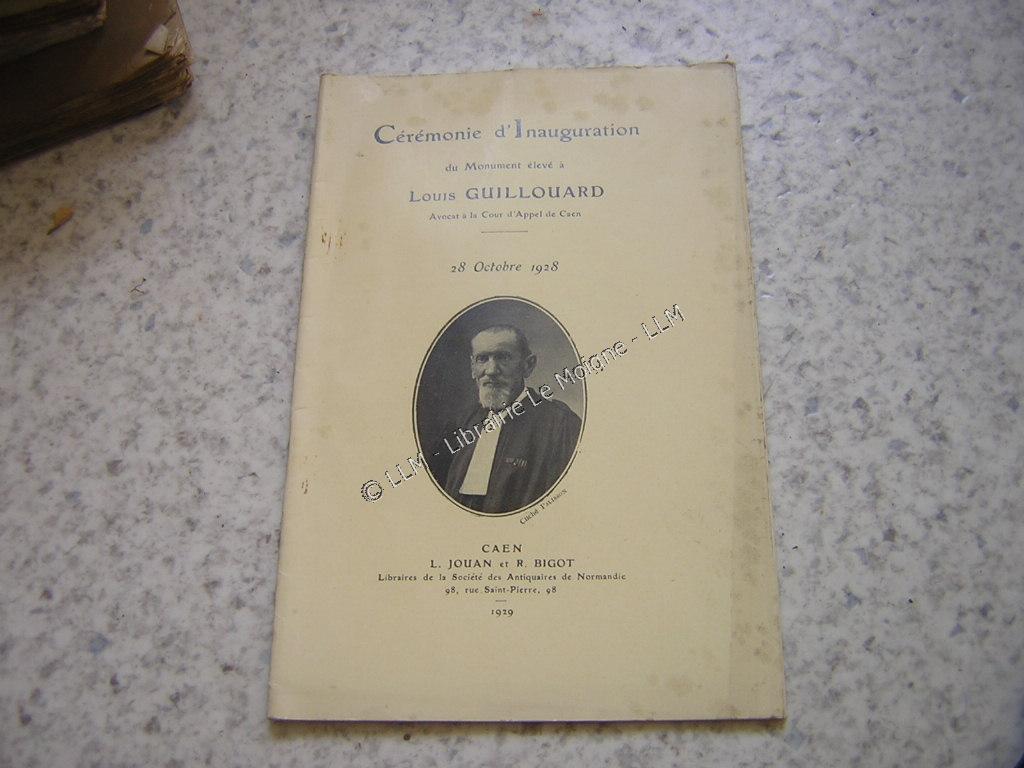 Cérémonie d'Inauguration
du Monument élevé à
Louis GUILLOUARD
Avocat à la Cour d'Appel de Caen
28 Octobre 1928
© LLM - Librairie Le Moigne - LLM
Cliché
CAEN
L. JOUAN et R. BIGOT
Libraires de la Société des Antiquaires de Normandie
98, rue Saint-Pierre, 98
1929